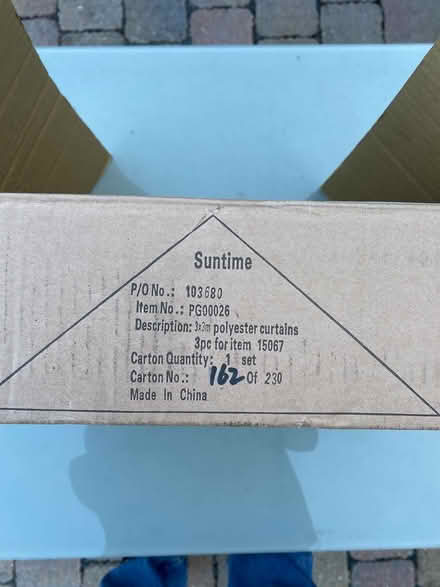 Suntime
P/O No.: 103680
Item No.: PG00026
Description: 3x3m polyester curtains
3pc for item 15067
Carton Quantity: 1 set
Carton No.: 162 Of 230
Made In China